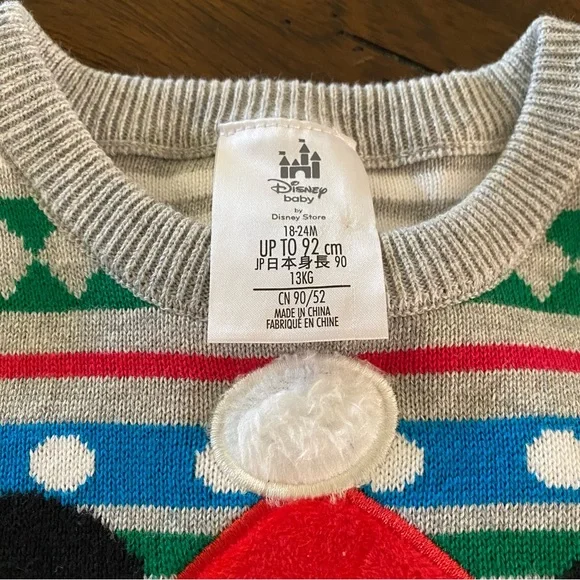 Disney
baby
by
Disney Store
18-24M
UP TO 92 cm
JP日本身長 90
13KG
CN 90/52
MADE IN CHINA
FABRIQUÉ EN CHINE